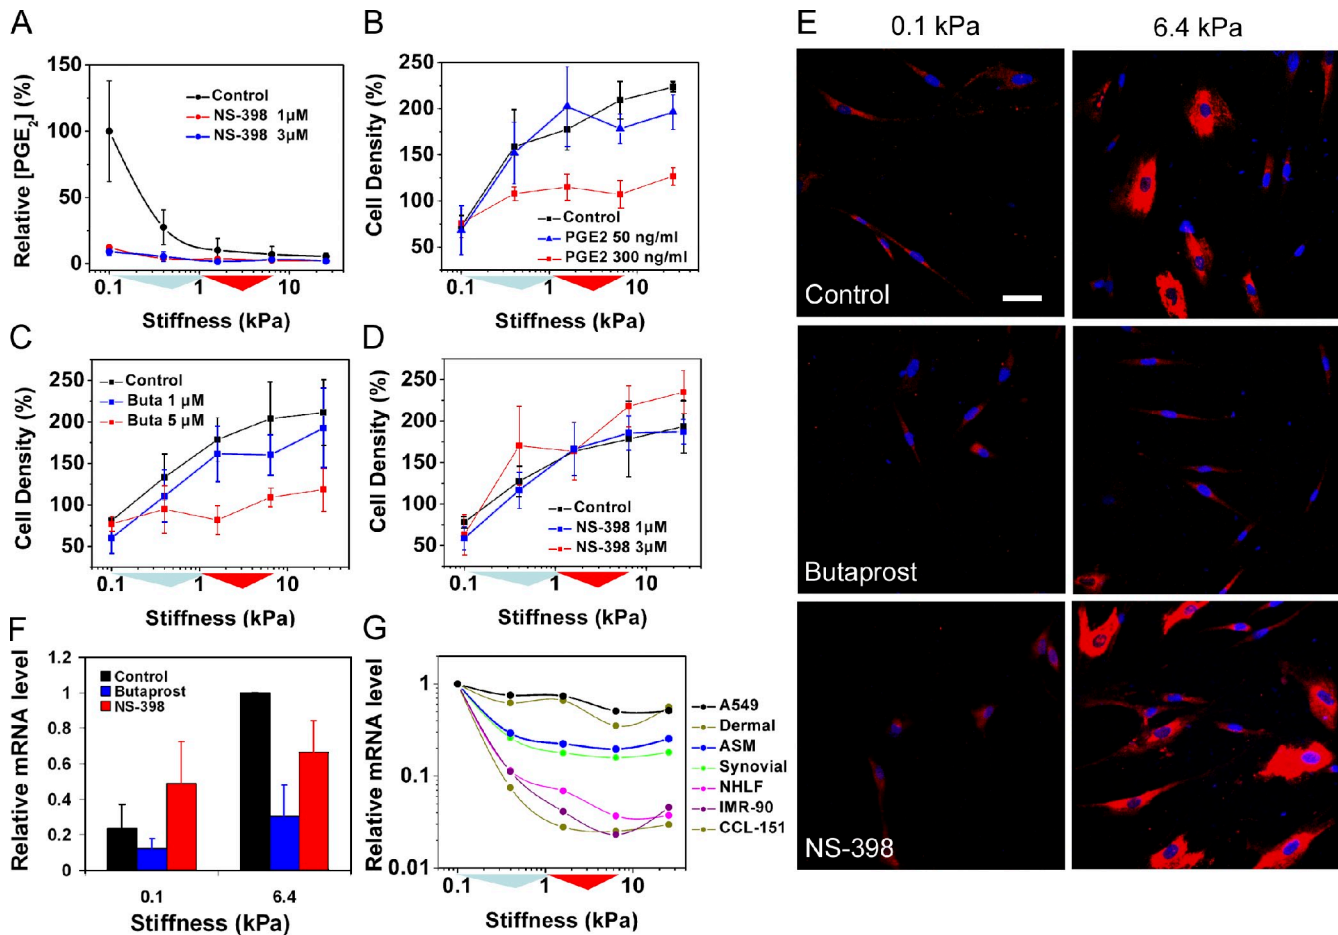 A
Relative [PGE2] (%)
150
100
50
0
Control
NS-398 1µM
NS-398 3µM
0.1 1 10
Stiffness (kPa)
B
Cell Density (%)
250
200
150
100
50
Control
PGE2 50 ng/ml
PGE2 300 ng/ml
0.1 1 10
Stiffness (kPa)
C
Cell Density (%)
250
200
150
100
50
Control
Buta 1 µM
Buta 5 µM
0.1 1 10
Stiffness (kPa)
D
Cell Density (%)
250
200
150
100
50
Control
NS-398 1µM
NS-398 3µM
0.1 1 10
Stiffness (kPa)
E
0.1 kPa 6.4 kPa
Control
Butaprost
NS-398
F
Relative mRNA level
1.2
1
0.8
0.6
0.4
0.2
0
Control
Butaprost
NS-398
0.1 6.4
Stiffness (kPa)
G
Relative mRNA level
1
0.1
0.01
A549
Dermal
ASM
Synovial
NHLF
IMR-90
CCL-151
0.1 1 10
Stiffness (kPa)